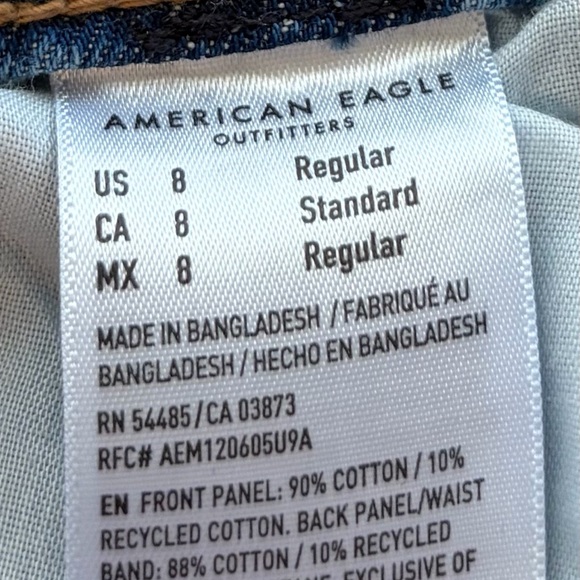 AMERICAN EAGLE
OUTFITTERS
US 8 Regular
CA 8 Standard
MX 8 Regular
MADE IN BANGLADESH / FABRIQUÉ AU
BANGLADESH / HECHO EN BANGLADESH
RN 54485/CA 03873
RFC# AEM120605U9A
EN FRONT PANEL: 90% COTTON / 10%
RECYCLED COTTON. BACK PANEL/WAIST
BAND: 88% COTTON / 10% RECYCLED
EXCLUSIVE OF